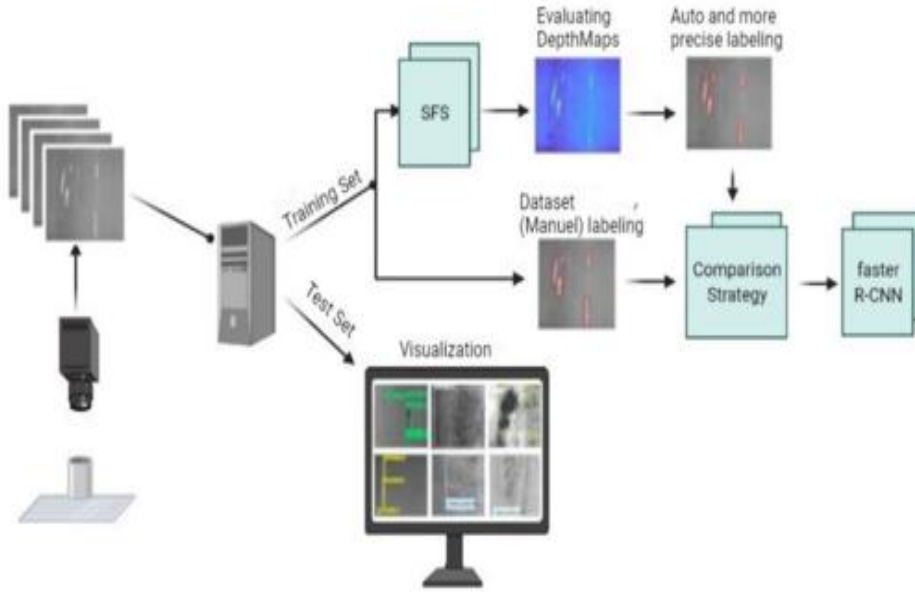 Evaluating
DepthMaps
Auto and more
precise labeling
SFS
Training Set
Dataset
(Manuel) labeling
Comparison
Strategy
faster
R-CNN
Test Set
Visualization